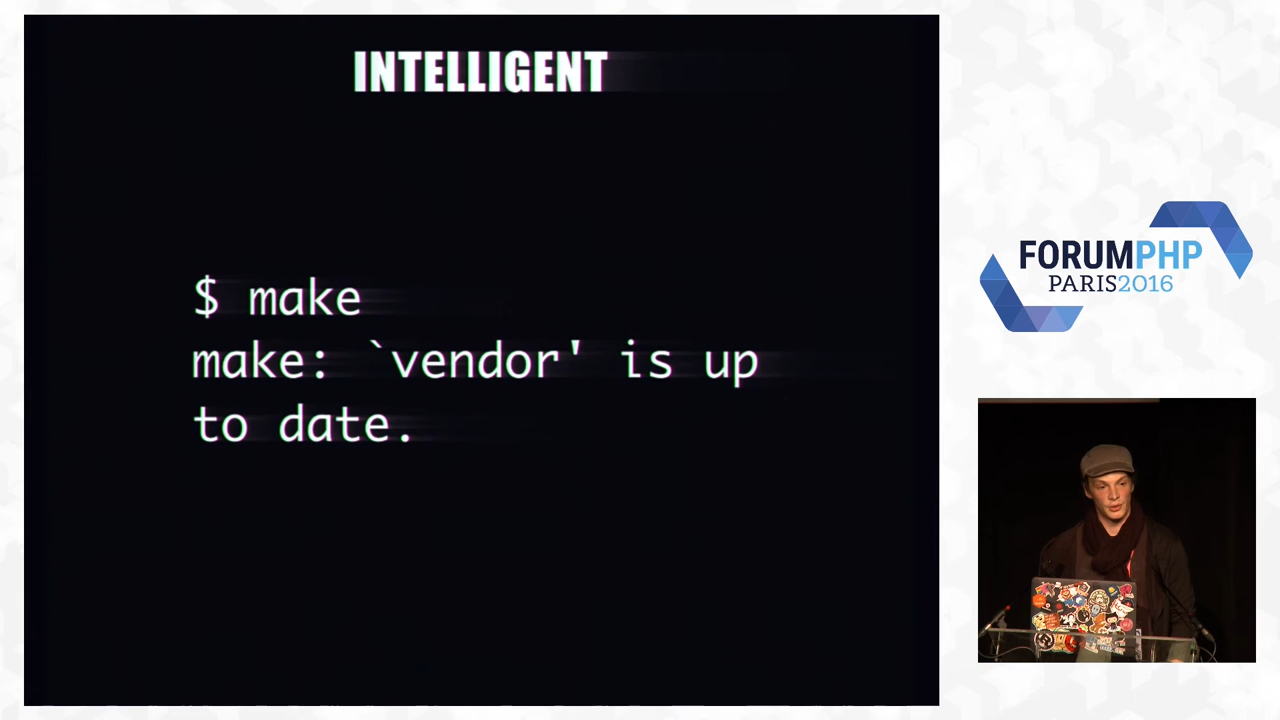 INTELLIGENT
$ make
make: `vendor' is up
to date.
FORUMPHP
PARIS2016